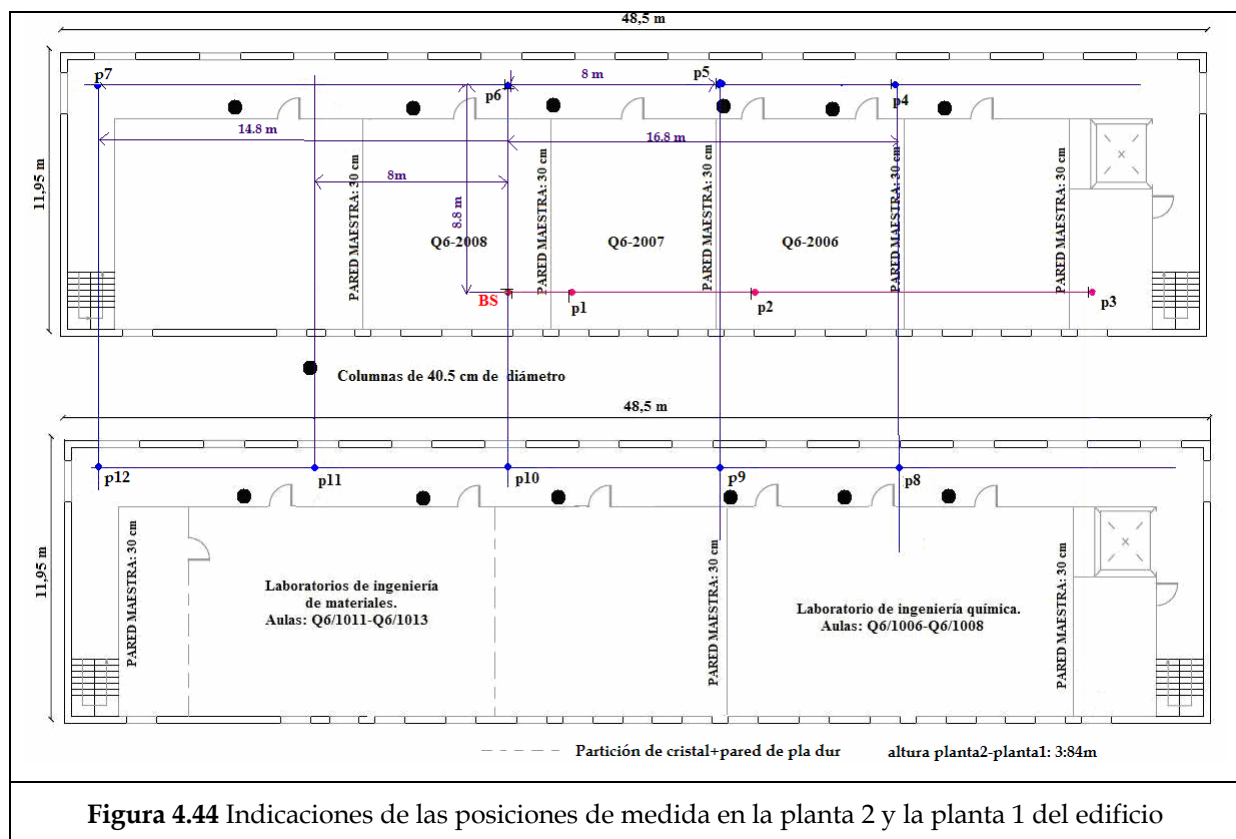 48,5 m
p7
8 m
p5
p6
p4
14.8 m
16.8 m
11,95 m
8m
8.8 m
PARED MAESTRA: 30 cm
PARED MAESTRA: 30 cm
PARED MAESTRA: 30 cm
PARED MAESTRA: 30 cm
PARED MAESTRA: 30 cm
Q6-2008
Q6-2007
Q6-2006
BS
p1
p2
p3
Columnas de 40.5 cm de diámetro
48,5 m
p12
p11
p10
p9
p8
11,95 m
PARED MAESTRA: 30 cm
PARED MAESTRA: 30 cm
PARED MAESTRA: 30 cm
Laboratorios de ingeniería
de materiales.
Aulas: Q6/1011-Q6/1013
Laboratorio de ingeniería química.
Aulas: Q6/1006-Q6/1008
Partición de cristal+pared de pla dur
altura planta2-planta1: 3:84m
Figura 4.44 Indicaciones de las posiciones de medida en la planta 2 y la planta 1 del edificio